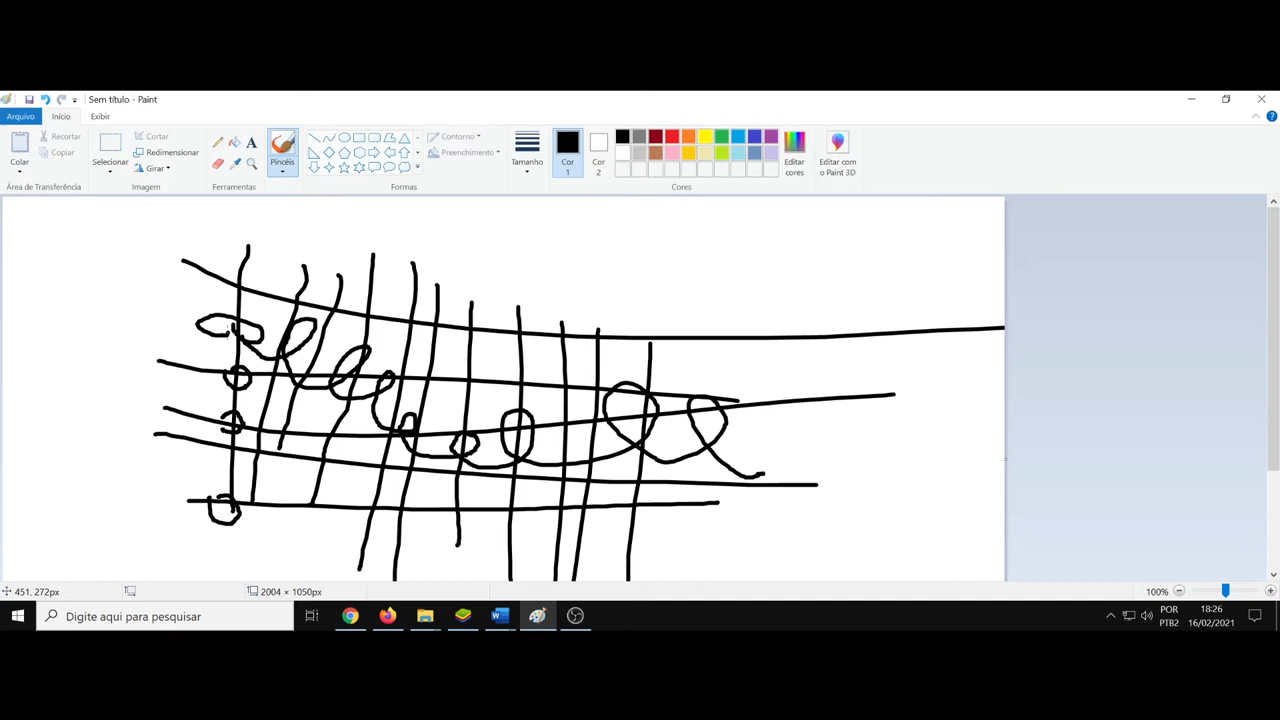 Sem título - Paint
Arquivo Início Exibir
Colar
Recortar
Copiar
Área de Transferência
Selecionar
Cortar
Redimensionar
Girar
Imagem
A
Ferramentas
Pincéis
Contorno
Preenchimento
Formas
Tamanho
Cor 1
Cor 2
Editar cores
Cores
Editar com o Paint 3D
451, 272px
2004 × 1050px
100%
Digite aqui para pesquisar
POR
PTB2
18:26
16/02/2021